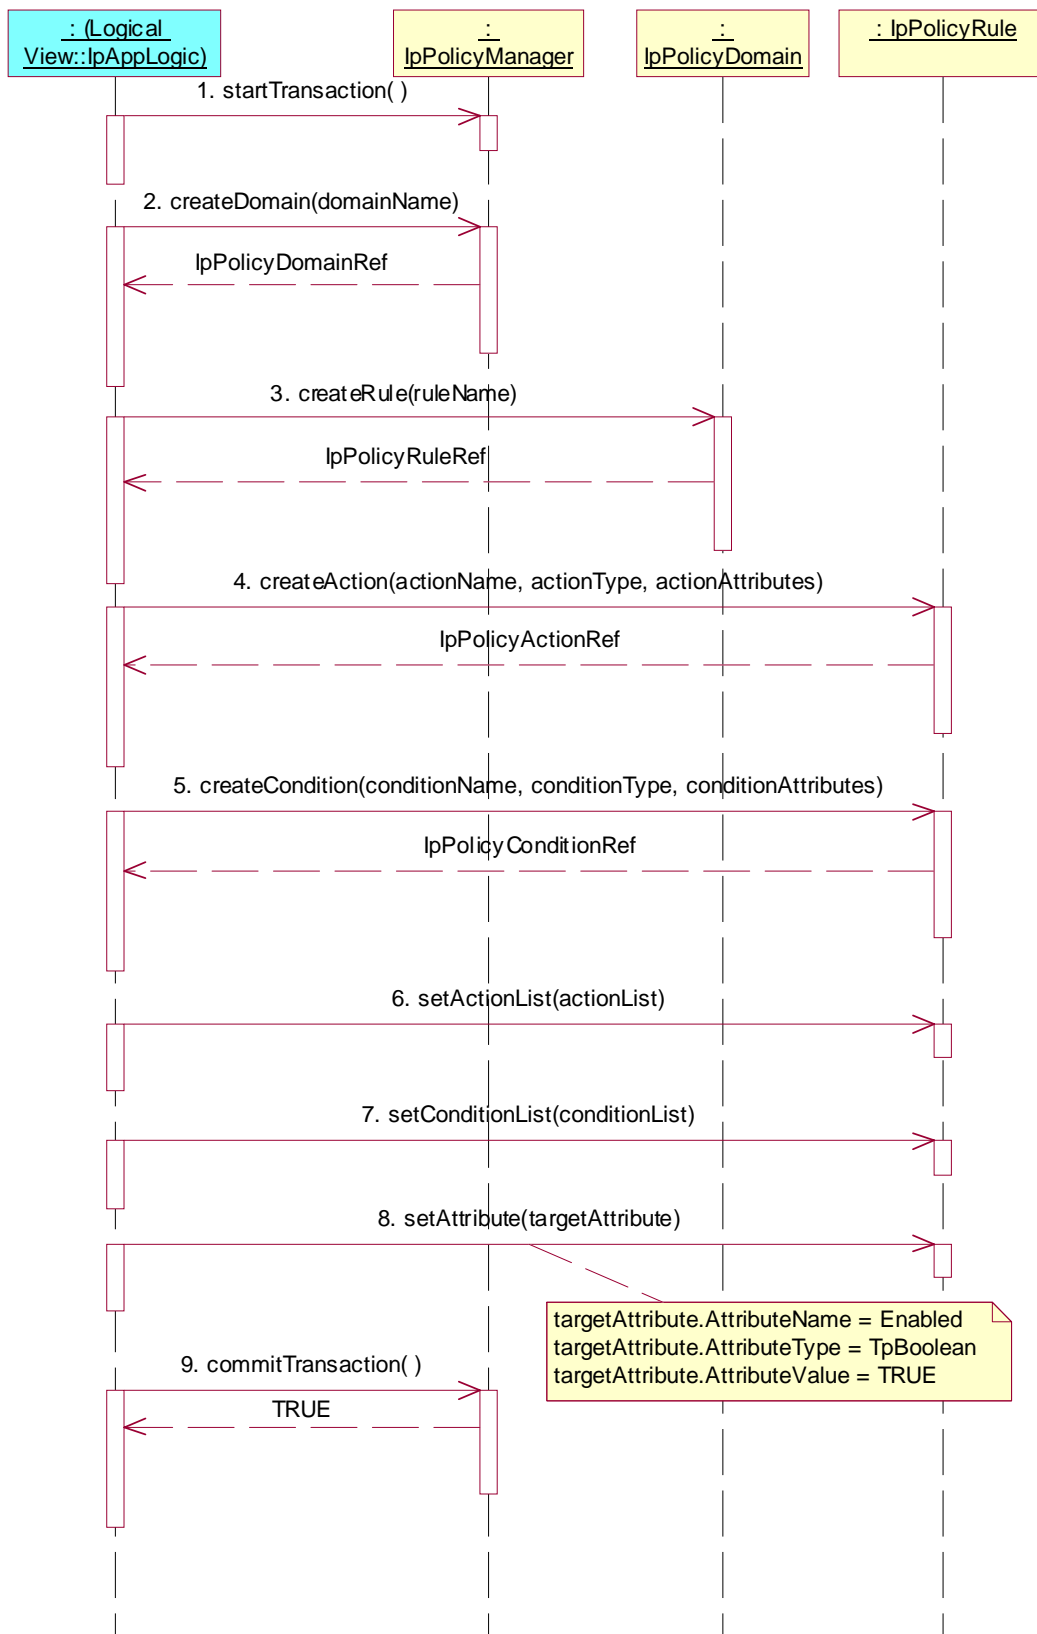 : (Logical
View::IpAppLogic)
:
IpPolicyManager
:
IpPolicyDomain
: IpPolicyRule
1. startTransaction( )
2. createDomain(domainName)
IpPolicyDomainRef
3. createRule(ruleName)
IpPolicyRuleRef
4. createAction(actionName, actionType, actionAttributes)
IpPolicyActionRef
5. createCondition(conditionName, conditionType, conditionAttributes)
IpPolicyConditionRef
6. setActionList(actionList)
7. setConditionList(conditionList)
8. setAttribute(targetAttribute)
targetAttribute.AttributeName = Enabled
targetAttribute.AttributeType = TpBoolean
targetAttribute.AttributeValue = TRUE
9. commitTransaction( )
TRUE